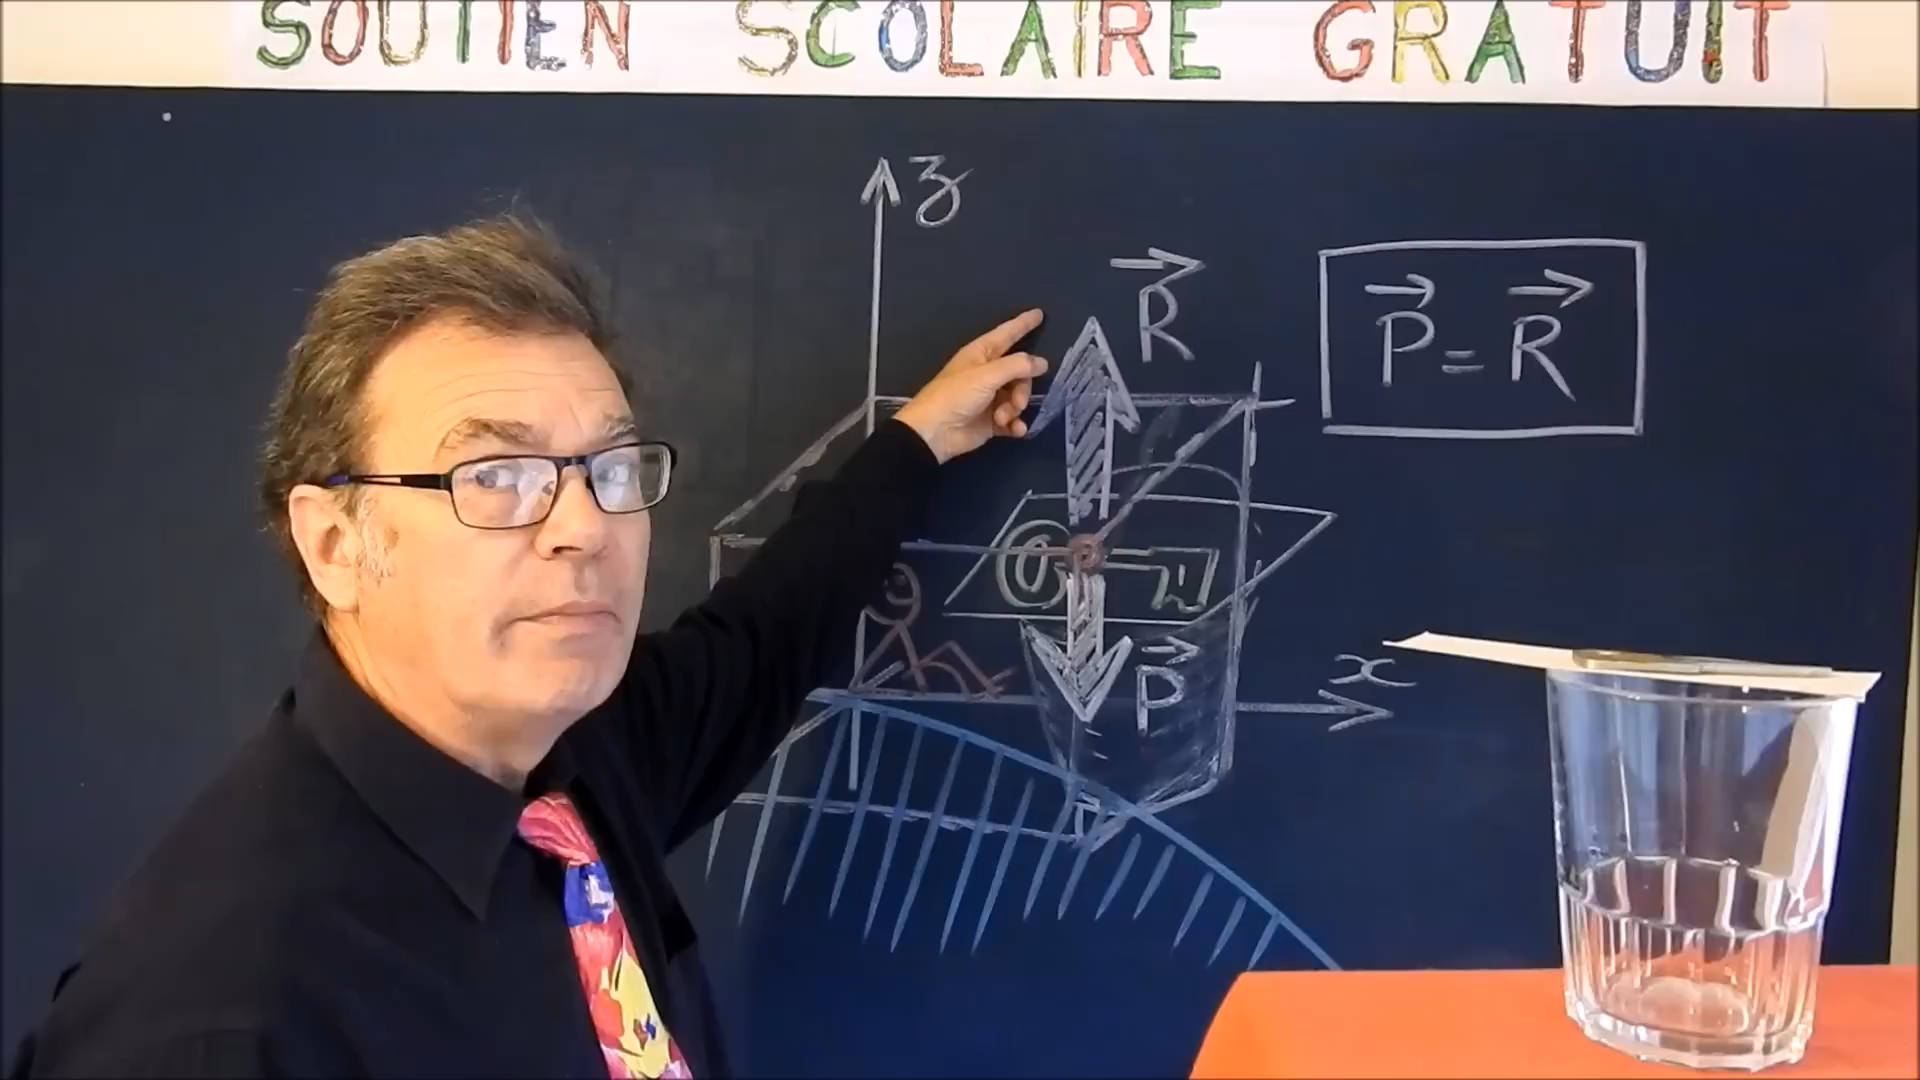 SOUTIEN SCOLAIRE GRATUIT
z
R
P = R
x
P